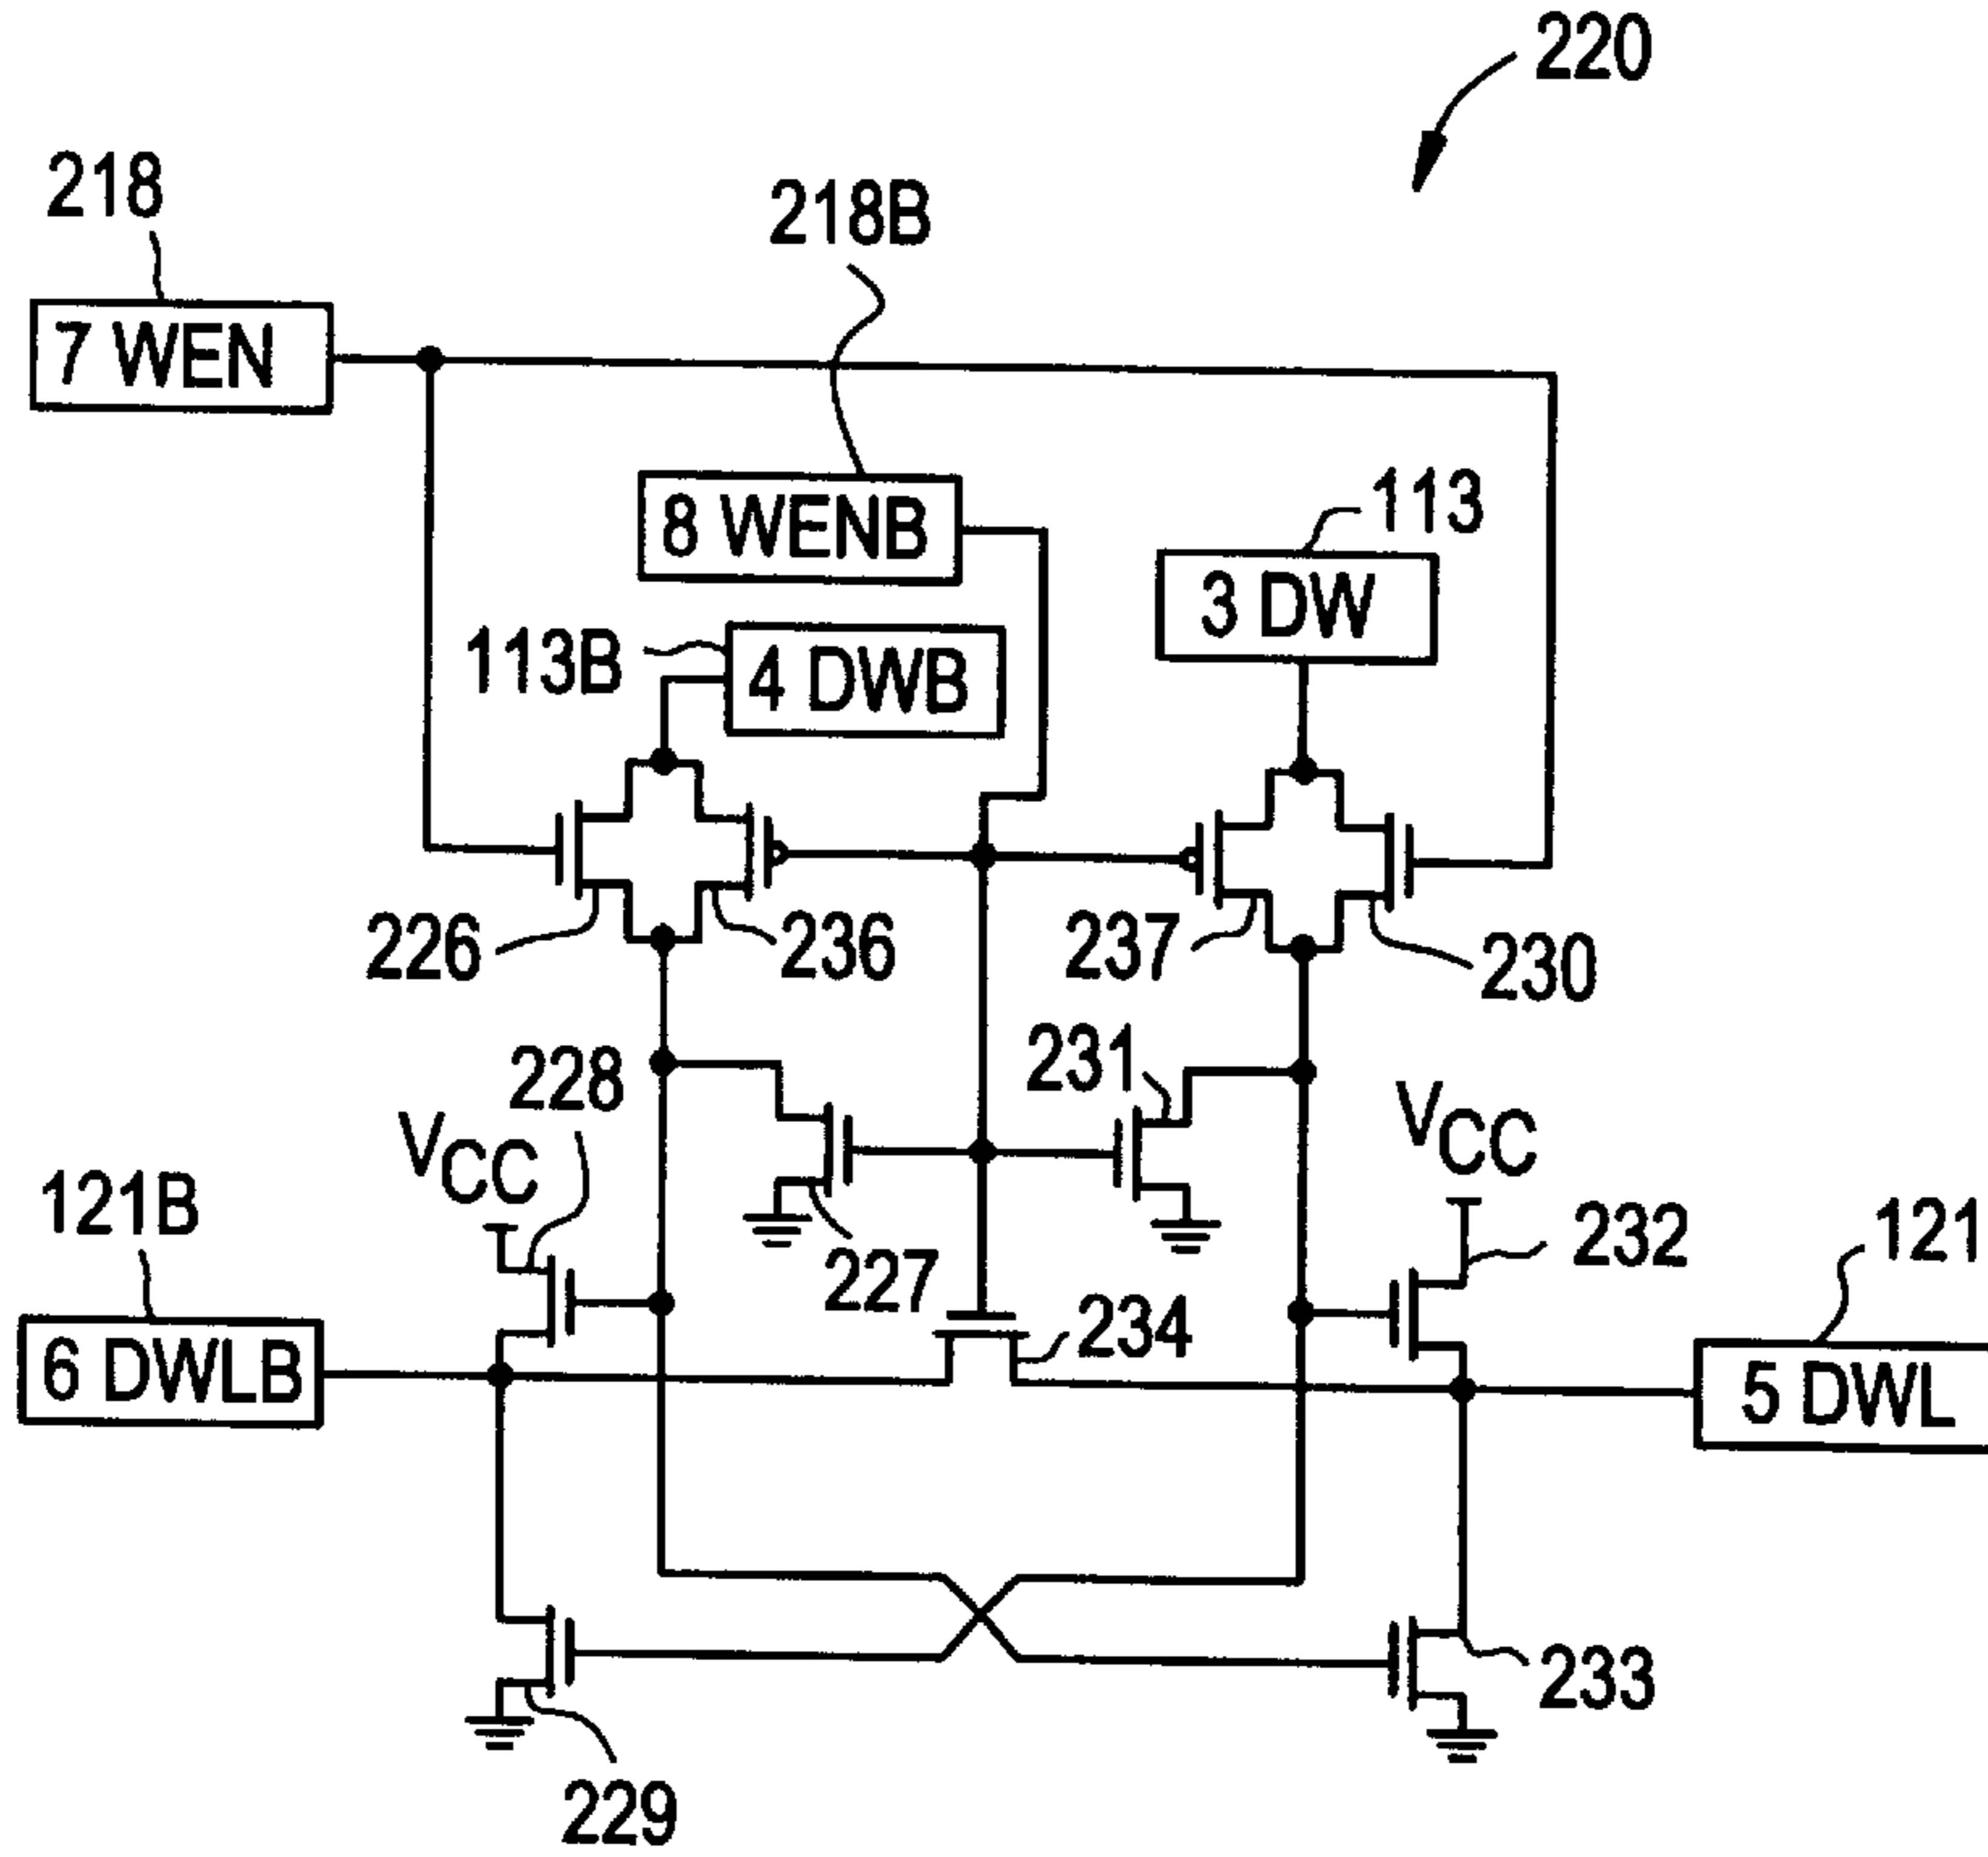 220
218
218B
7 WEN
8 WENB
113
3 DW
113B
4 DWB
226
236
237
230
228
231
VCC
VCC
121B
227
232
121
234
6 DWLB
5 DWL
233
229